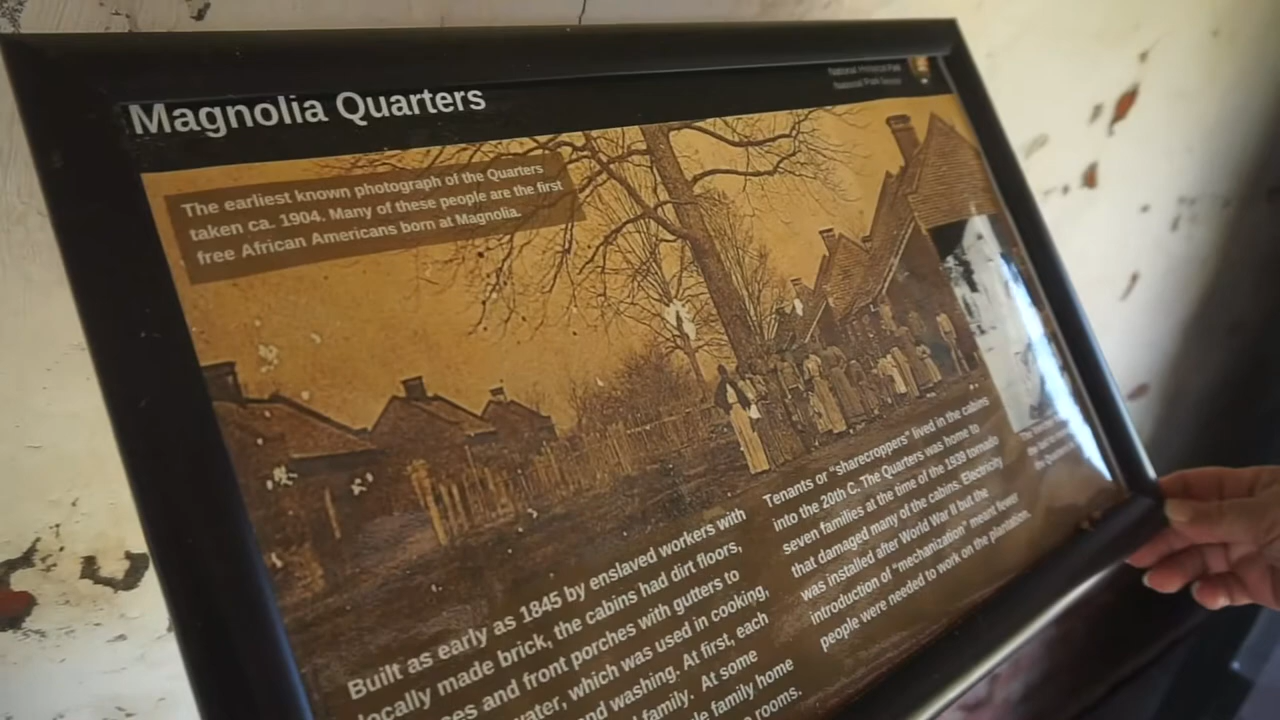 Magnolia Quarters
National Historical Park
National Park Service
The earliest known photograph of the Quarters
taken ca. 1904. Many of these people are the first
free African Americans born at Magnolia.
Built as early as 1845 by enslaved workers with
locally made brick, the cabins had dirt floors,
and front porches with gutters to
water, which was used in cooking,
and washing. At first, each
family. At some
family home
rooms.
Tenants or “sharecroppers” lived in the cabins
into the 20th C. The Quarters was home to
seven families at the time of the 1939 tornado
that damaged many of the cabins. Electricity
was installed after World War II but the
introduction of “mechanization” meant fewer
people were needed to work on the plantation.